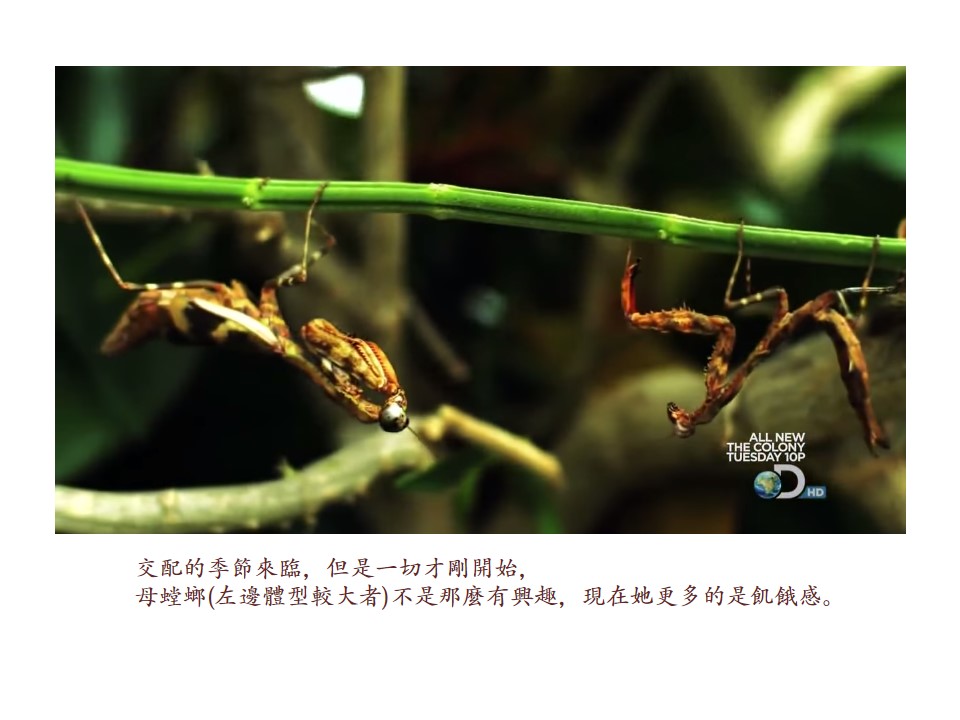 ALL NEW
THE COLONY
TUESDAY 10P
D HD
交配的季節來臨，但是一切才剛開始，
母螳螂(左邊體型較大者)不是那麼有興趣，現在她更多的是飢餓感。